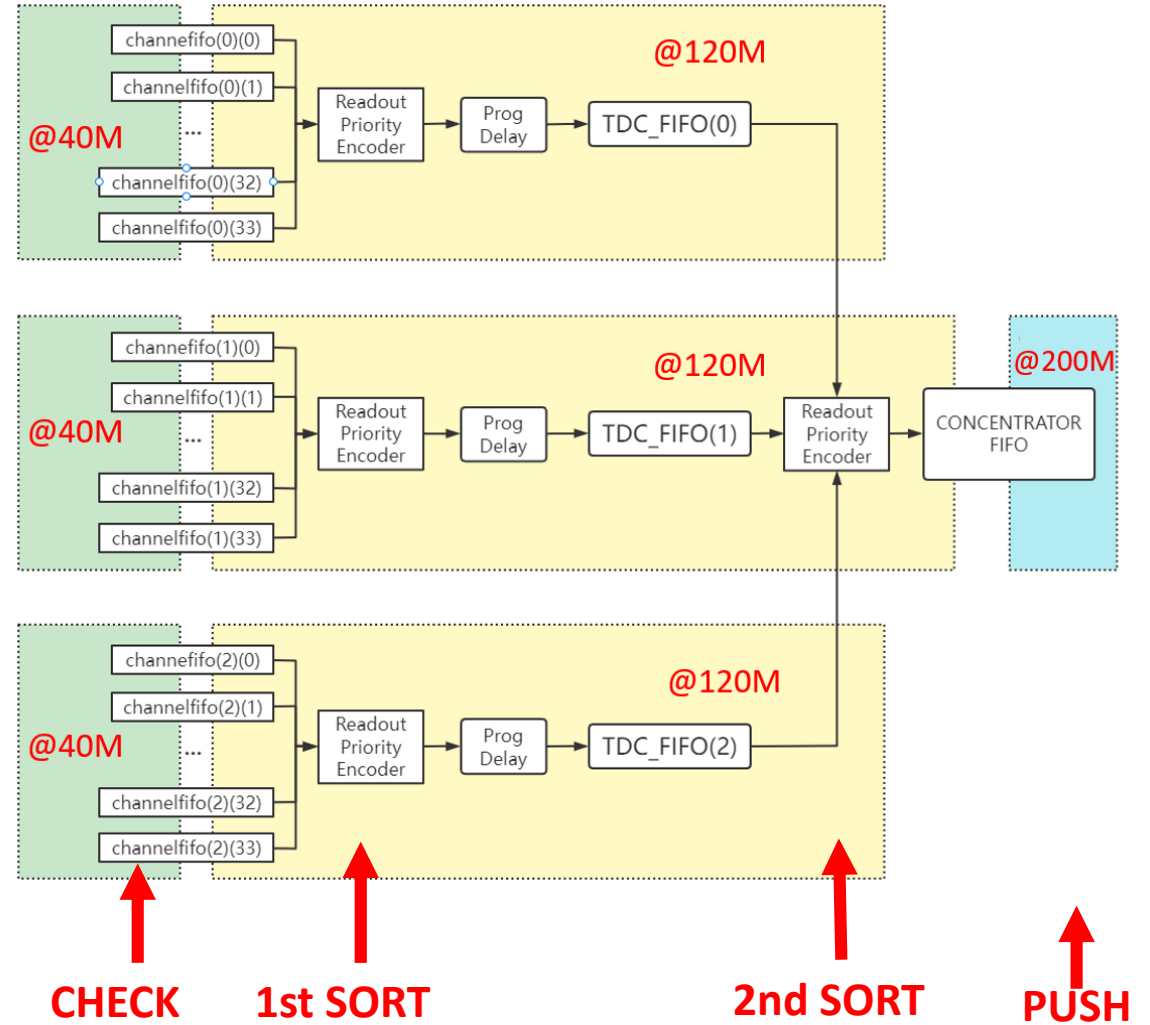 channefifo(0)(0)
@120M
channelfifo(0)(1)
Readout
Priority
Encoder
Prog
Delay
TDC_FIFO(0)
@40M
...
channelfifo(0)(32)
channelfifo(0)(33)
channefifo(1)(0)
@120M
@200M
channelfifo(1)(1)
Readout
Priority
Encoder
Prog
Delay
TDC_FIFO(1)
Readout
Priority
Encoder
CONCENTRATOR
FIFO
@40M
...
channelfifo(1)(32)
channelfifo(1)(33)
channefifo(2)(0)
@120M
channelfifo(2)(1)
Readout
Priority
Encoder
Prog
Delay
TDC_FIFO(2)
@40M
...
channelfifo(2)(32)
channelfifo(2)(33)
CHECK
1st SORT
2nd SORT
PUSH